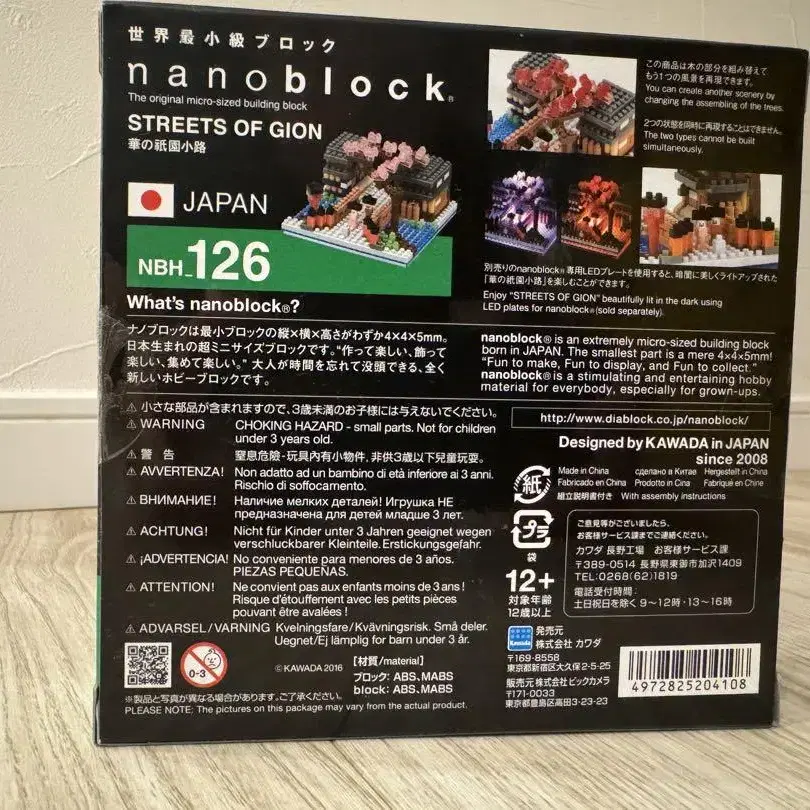 世界最小級ブロック
nanoblock®
The original micro-sized building block
STREETS OF GION
華の祇園小路
JAPAN
NBH_126
この商品は木の部分を組み替えて
もう1つの風景を再現できます。
You can create another scenery by
changing the assembling of the trees.
2つの状態を同時に再現することはできません。
The two types cannot be built
simultaneously.
別売りのnanoblock®専用LEDプレートを使用すると、暗闇に美しくライトアップされた
「華の祇園小路」を楽しむことができます。
Enjoy "STREETS OF GION" beautifully lit in the dark using
LED plates for nanoblock®(sold separately).
What's nanoblock®?
ナノブロックは最小ブロックの縦×横×高さがわずか4×4×5mm。
日本生まれの超ミニサイズブロックです。"作って楽しい、飾って
楽しい、集めて楽しい。" 大人が時間を忘れて没頭できる、全く
新しいホビーブロックです。
nanoblock® is an extremely micro-sized building block
born in JAPAN. The smallest part is a mere 4×4×5mm!
"Fun to make, Fun to display, and Fun to collect."
nanoblock® is a stimulating and entertaining hobby
material for everybody, especially for grown-ups.
⚠ 小さな部品が含まれますので、3歳未満のお子様には与えないでください。
⚠ WARNING CHOKING HAZARD - small parts. Not for children
under 3 years old.
⚠ 警 告 窒息危險-玩具內有小物件, 非供3歲以下兒童玩耍。
⚠ AVVERTENZA! Non adatto ad un bambino di età inferiore ai 3 anni.
Rischio di soffocamento.
⚠ ВНИМАНИЕ! Наличие мелких деталей! Игрушка НЕ
предназначена для детей младше 3 лет.
⚠ ACHTUNG! Nicht für Kinder unter 3 Jahren geeignet wegen
verschluckbarer Kleinteile. Erstickungsgefahr.
⚠ ¡ADVERTENCIA! No conveniente para menores de 3 años.
PIEZAS PEQUEÑAS.
⚠ ATTENTION! Ne convient pas aux enfants moins de 3 ans !
Risque d'étouffement avec les petits pièces
pouvant être avalées !
⚠ ADVARSEL/VARNING Kvelningsfare/Kvävningsrisk. Små deler.
Uegnet/Ej lämplig for barn under 3 år.
0-3
© KAWADA 2016
【材質/material】
ブロック: ABS、MABS
block: ABS、MABS
※製品と写真が異なる場合があります。ご了承ください。
PLEASE NOTE: The pictures on this package may vary from the actual product.
http://www.diablock.co.jp/nanoblock/
Designed by KAWADA in JAPAN
since 2008
紙
Made in China сделано в Китае Hergestellt in China
Fabricado en China Prodotto in Cina Fabriqué en Chine
組立説明書付き With assembly instructions
プラ
袋
12+
対象年齢
12歳以上
ご意見等がございましたら、
お客様サービス課までご連絡ください。
カワダ 長野工場 お客様サービス課
〒389-0514 長野県東御市加沢1409
TEL:0268(62)1819
電話受付時間:
土日祝日を除く 9〜12時・13〜16時
Kawada
発売元
株式会社 カワダ
〒169-8558
東京都新宿区大久保2-5-25
販売元 株式会社ビックカメラ
〒171-0033
東京都豊島区高田3-23-23
4972825204108